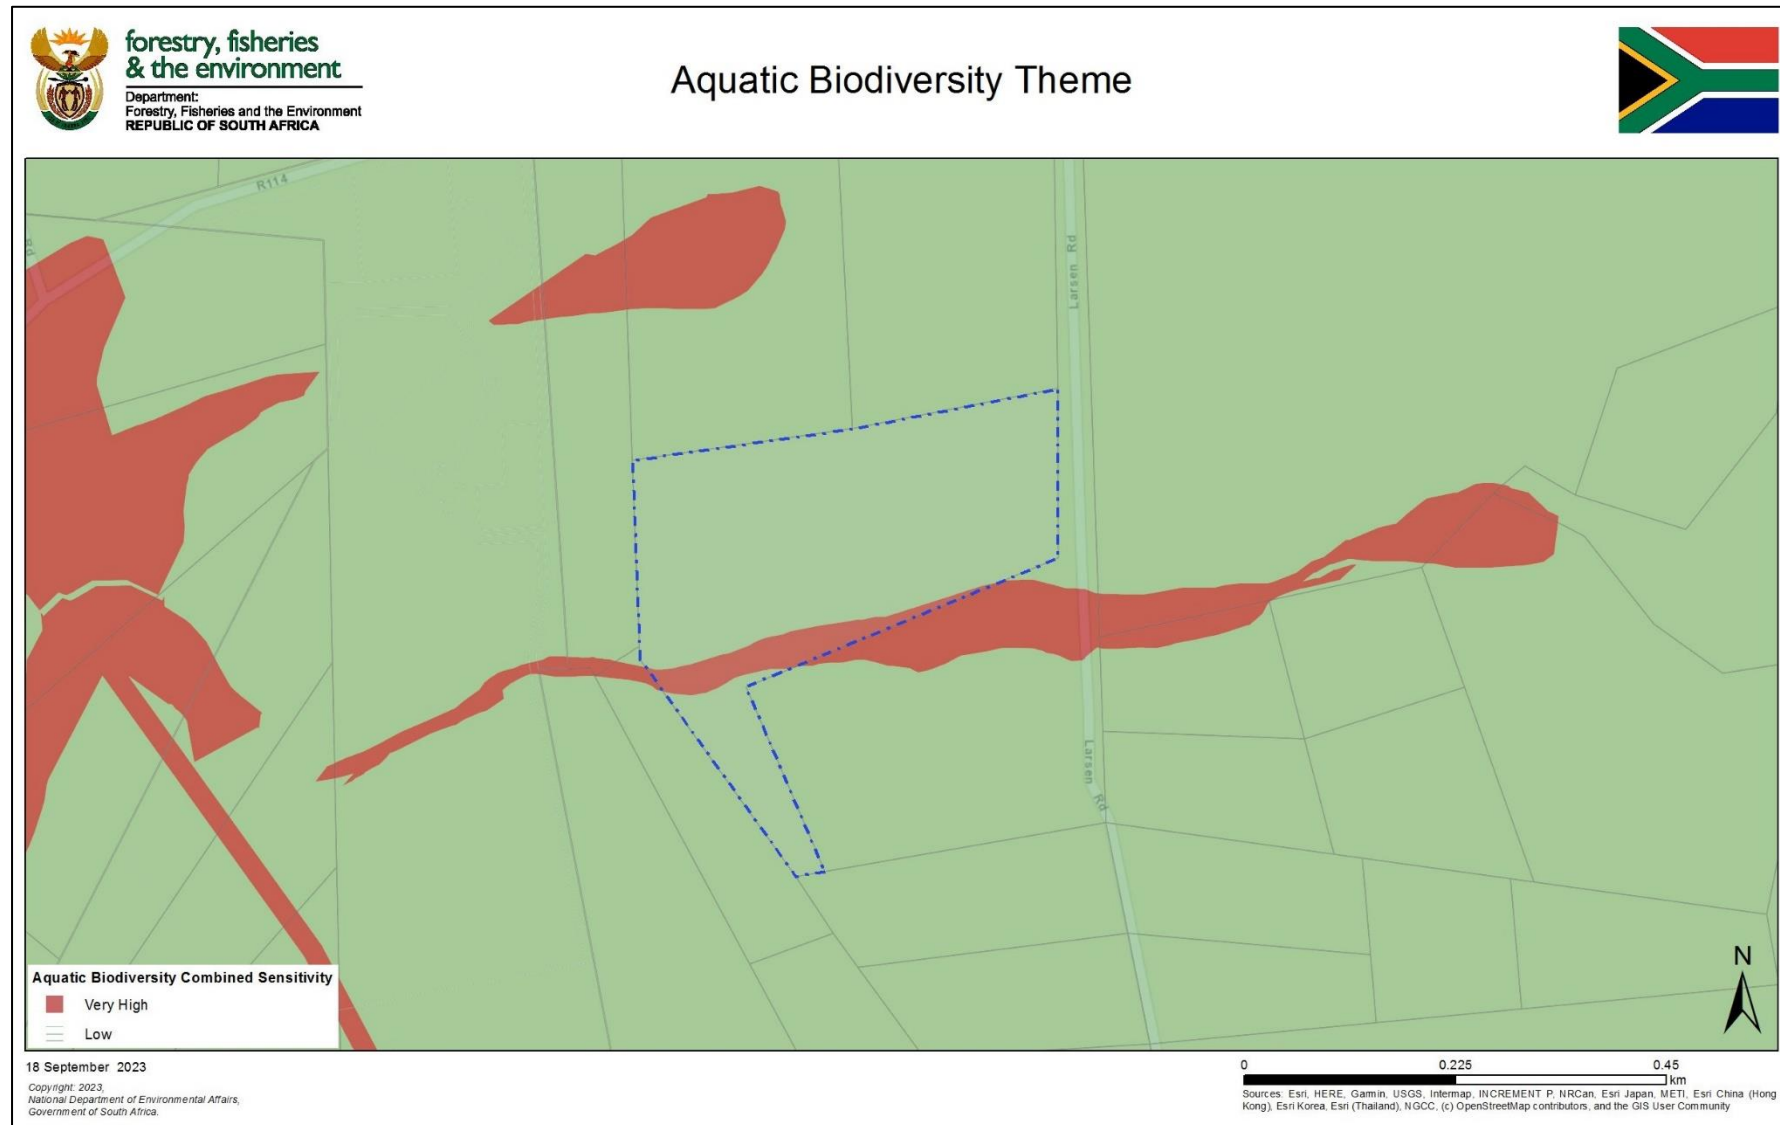 forestry, fisheries
& the environment
Department:
Forestry, Fisheries and the Environment
REPUBLIC OF SOUTH AFRICA
Aquatic Biodiversity Theme
R114
Rd
Larsen Rd
Larsen Rd
Aquatic Biodiversity Combined Sensitivity
Very High
Low
N
18 September 2023
Copyright: 2023,
National Department of Environmental Affairs,
Government of South Africa.
0 0.225 0.45
km
Sources: Esri, HERE, Garmin, USGS, Intermap, INCREMENT P, NRCan, Esri Japan, METI, Esri China (Hong
Kong), Esri Korea, Esri (Thailand), NGCC, (c) OpenStreetMap contributors, and the GIS User Community